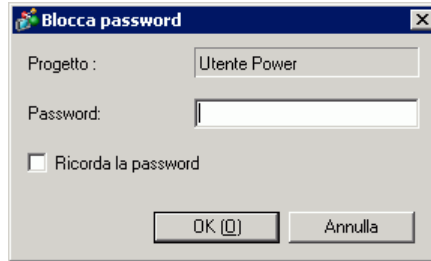 Blocca password
Progetto : Utente Power
Password:
Ricorda la password
OK (O) Annulla